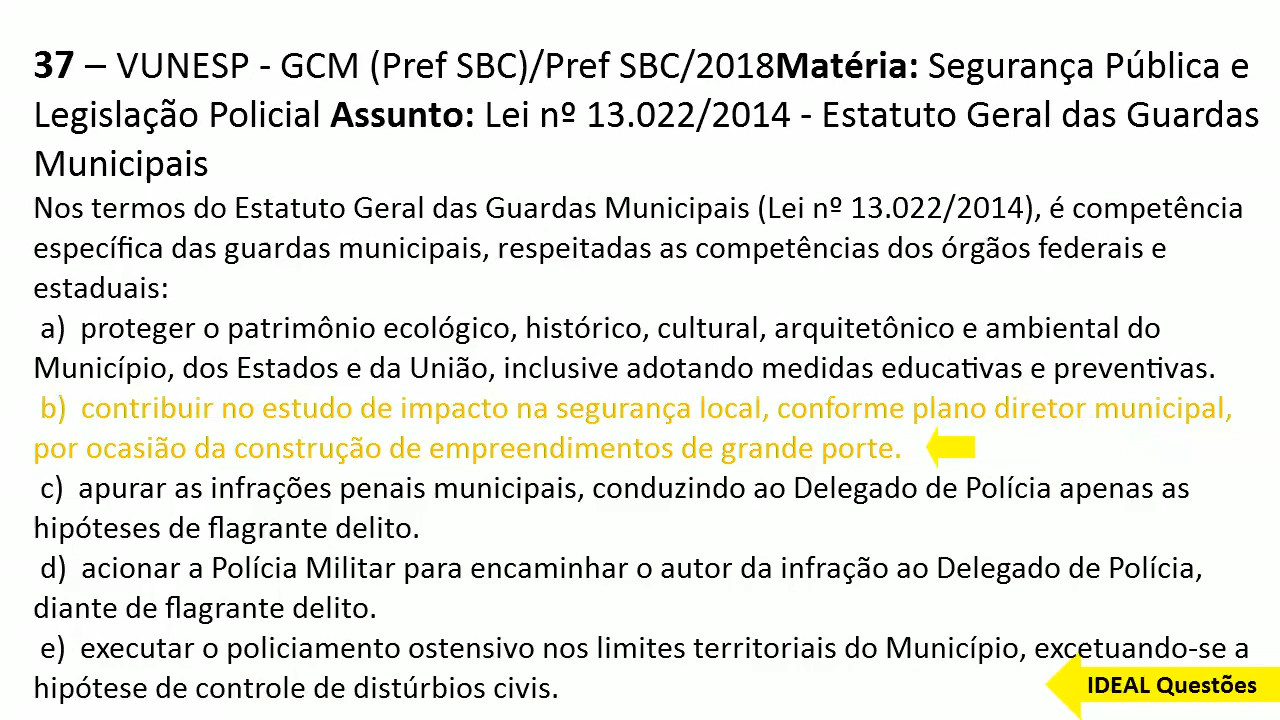 37 – VUNESP - GCM (Pref SBC)/Pref SBC/2018Matéria: Segurança Pública e
Legislação Policial Assunto: Lei nº 13.022/2014 - Estatuto Geral das Guardas
Municipais
Nos termos do Estatuto Geral das Guardas Municipais (Lei nº 13.022/2014), é competência
específica das guardas municipais, respeitadas as competências dos órgãos federais e
estaduais:
a) proteger o patrimônio ecológico, histórico, cultural, arquitetônico e ambiental do
Município, dos Estados e da União, inclusive adotando medidas educativas e preventivas.
b) contribuir no estudo de impacto na segurança local, conforme plano diretor municipal,
por ocasião da construção de empreendimentos de grande porte.
c) apurar as infrações penais municipais, conduzindo ao Delegado de Polícia apenas as
hipóteses de flagrante delito.
d) acionar a Polícia Militar para encaminhar o autor da infração ao Delegado de Polícia,
diante de flagrante delito.
e) executar o policiamento ostensivo nos limites territoriais do Município, excetuando-se a
hipótese de controle de distúrbios civis.
IDEAL Questões